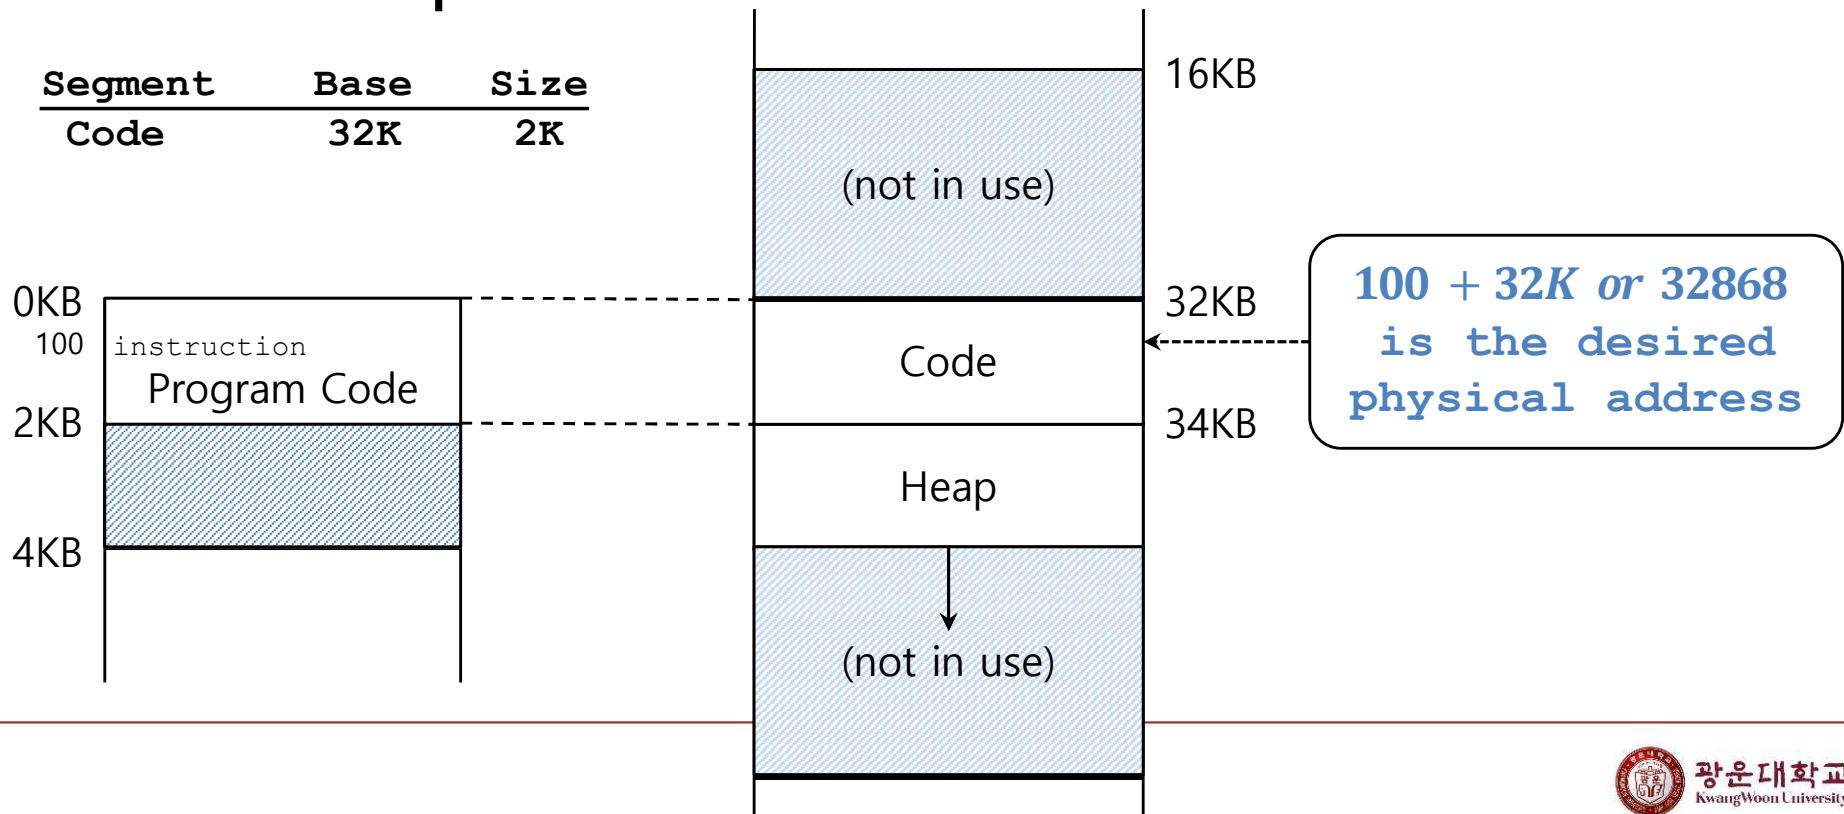 Segment Base Size
Code 32K 2K
16KB
(not in use)
0KB
100
instruction
Program Code
2KB
4KB
32KB
Code
34KB
Heap
(not in use)
100 + 32K or 32868
is the desired
physical address
광운대학교
KwangWoon University